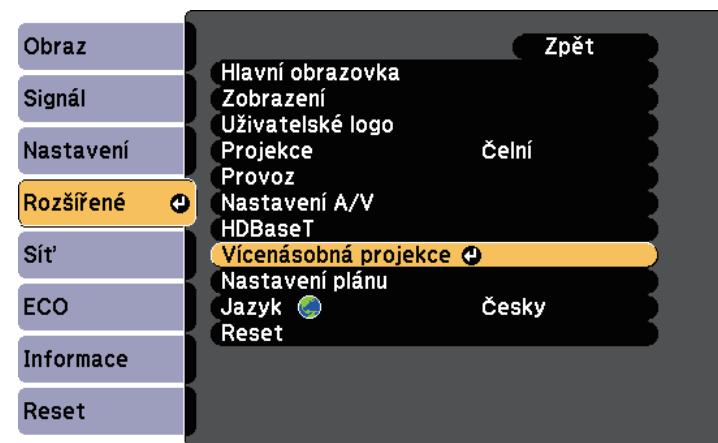 Obraz
Signál
Nastavení
Rozšířené
Síť
ECO
Informace
Reset
Zpět
Hlavní obrazovka
Zobrazení
Uživatelské logo
Projekce Čelní
Provoz
Nastavení A/V
HDBaseT
Vícenásobná projekce
Nastavení plánu
Jazyk Česky
Reset